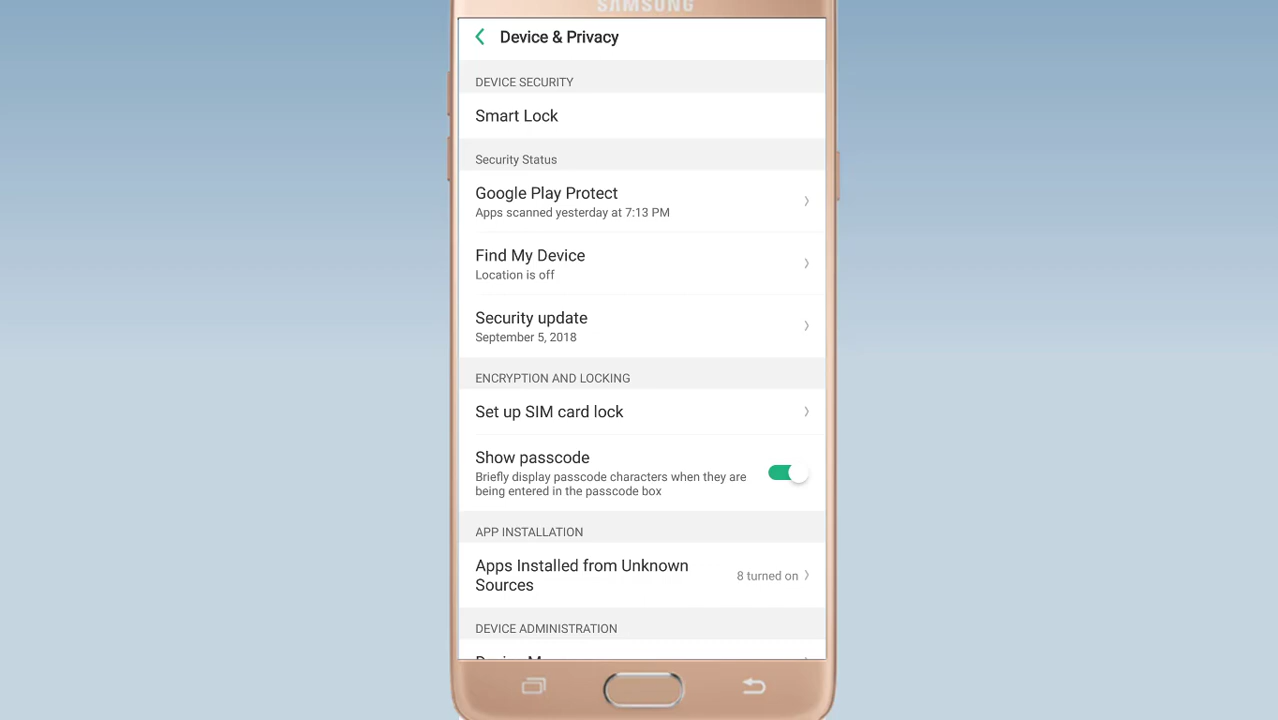 SAMSUNG
Device & Privacy
DEVICE SECURITY
Smart Lock
Security Status
Google Play Protect
Apps scanned yesterday at 7:13 PM
Find My Device
Location is off
Security update
September 5, 2018
ENCRYPTION AND LOCKING
Set up SIM card lock
Show passcode
Briefly display passcode characters when they are
being entered in the passcode box
APP INSTALLATION
Apps Installed from Unknown
Sources
8 turned on
DEVICE ADMINISTRATION